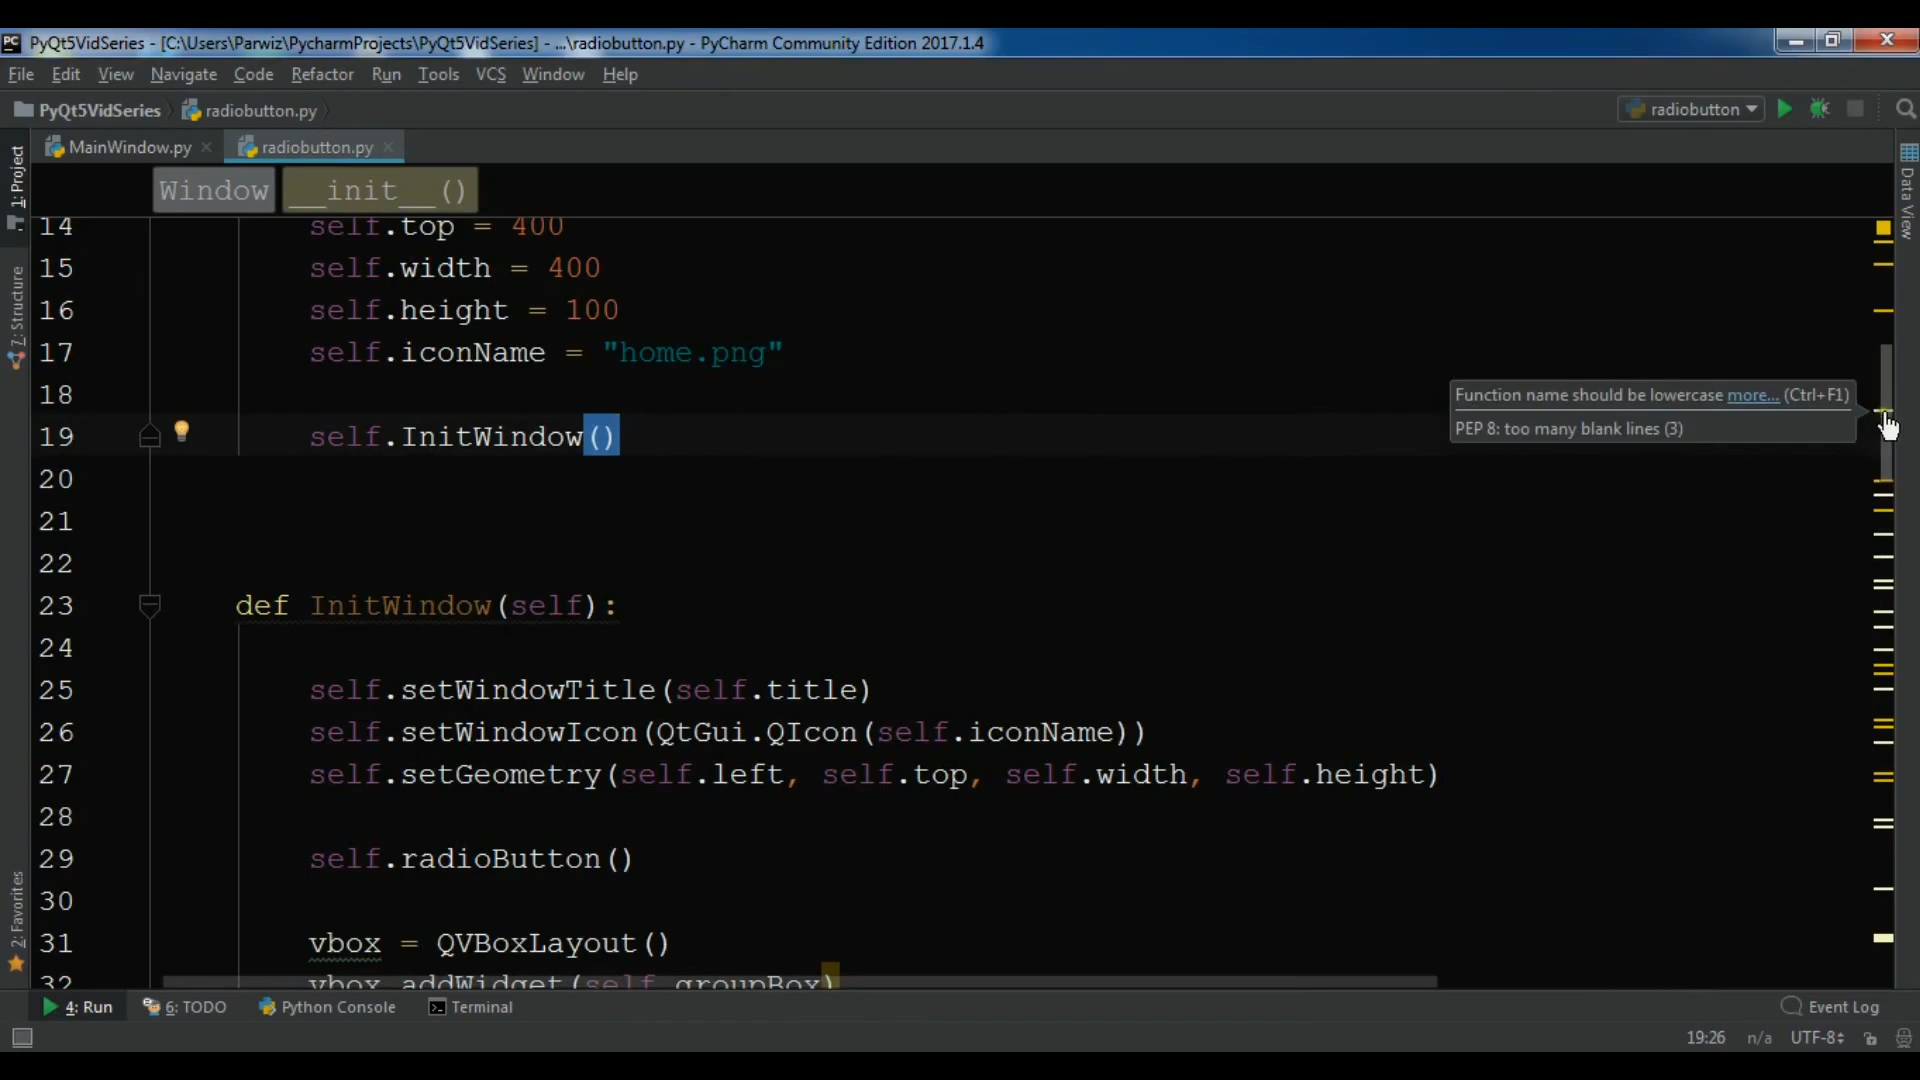 PyQt5VidSeries - [C:\Users\Parwiz\PycharmProjects\PyQt5VidSeries] - ...\radiobutton.py - PyCharm Community Edition 2017.1.4
File Edit View Navigate Code Refactor Run Tools VCS Window Help
PyQt5VidSeries radiobutton.py radiobutton
MainWindow.py radiobutton.py
1: Project
7: Structure
2: Favorites
Data View
Window __init__()
14 self.top = 400
15 self.width = 400
16 self.height = 100
17 self.iconName = "home.png"
18
Function name should be lowercase more... (Ctrl+F1)
PEP 8: too many blank lines (3)
19 self.InitWindow()
20
21
22
23 def InitWindow(self):
24
25 self.setWindowTitle(self.title)
26 self.setWindowIcon(QtGui.QIcon(self.iconName))
27 self.setGeometry(self.left, self.top, self.width, self.height)
28
29 self.radioButton()
30
31 vbox = QVBoxLayout()
32 vbox.addWidget(self.groupBox)
4: Run 6: TODO Python Console Terminal Event Log
19:26 n/a UTF-8